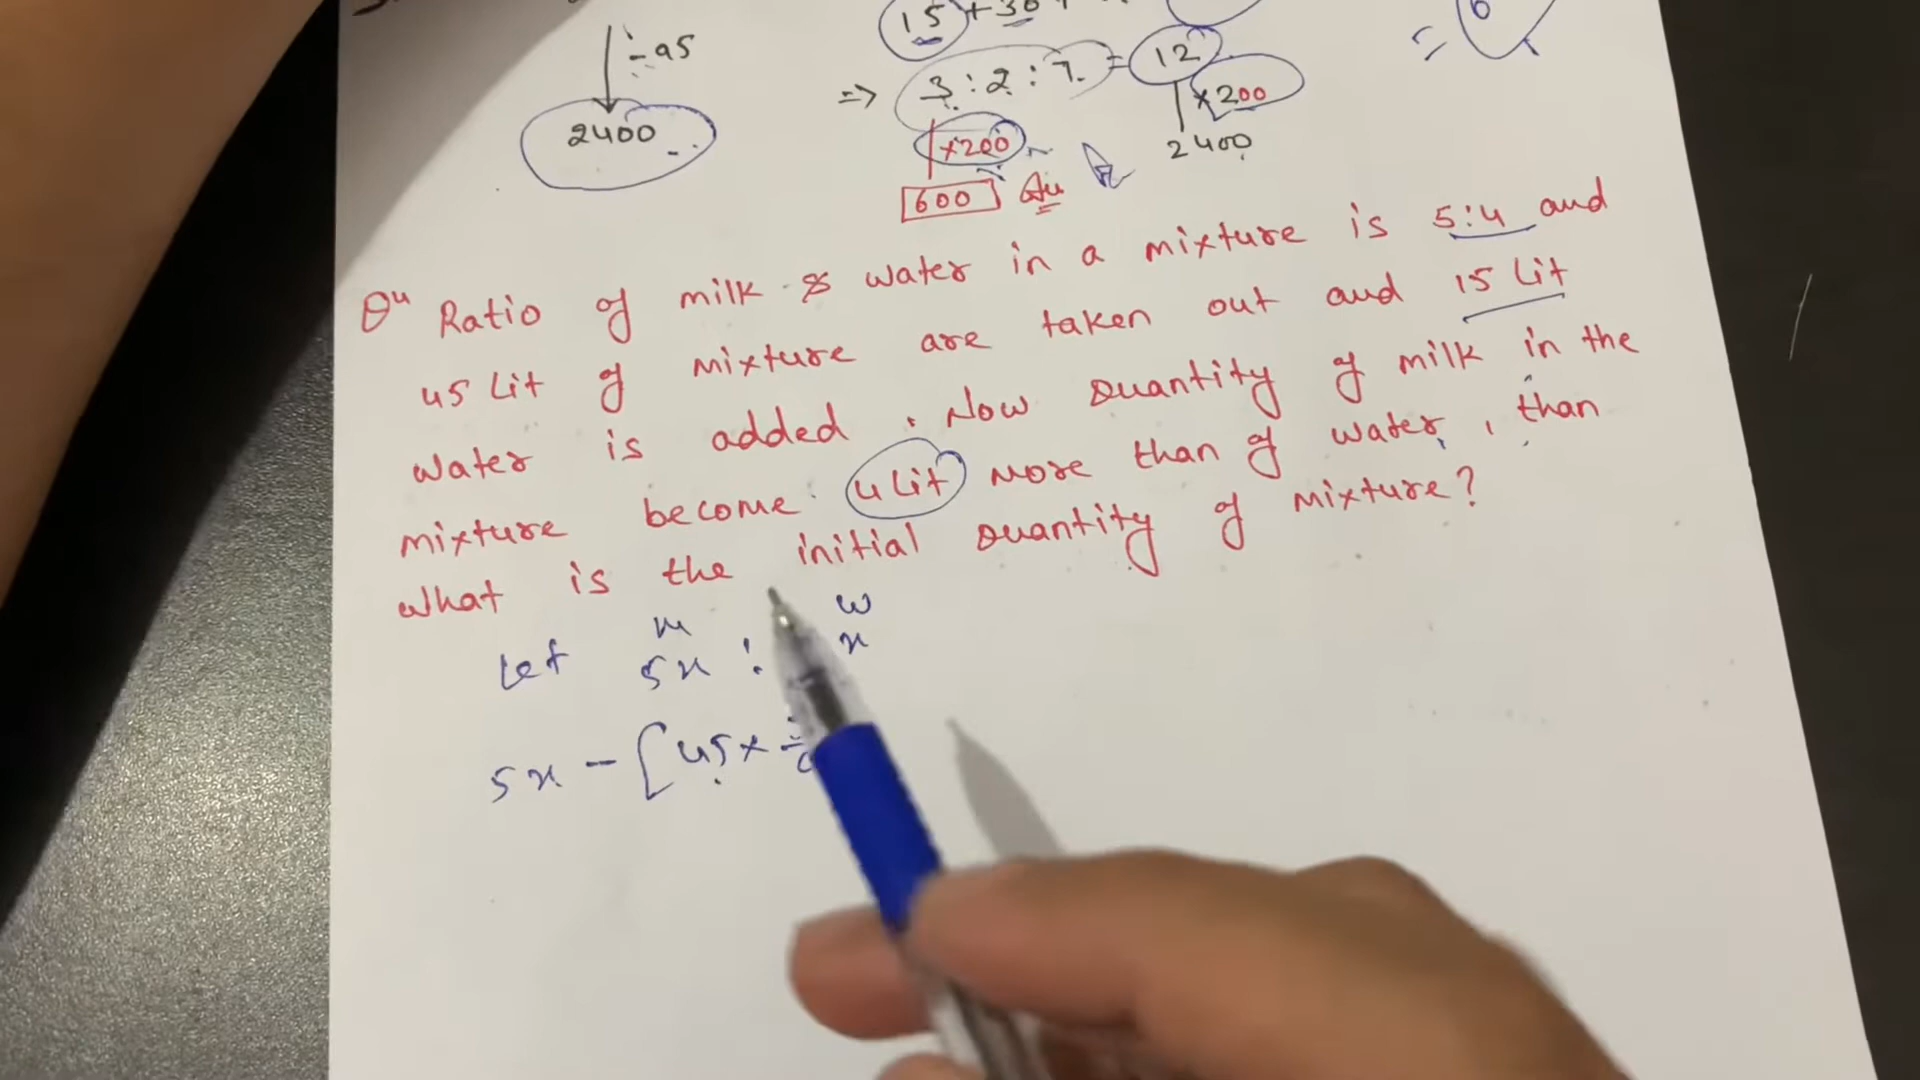 15 + 30
÷ 95
2400
=> 3 : 2 : 7 = 12
×200
×200
2400
600 Au
= 6
Qu Ratio of milk & water in a mixture is 5:4 and
45 Lit of mixture are taken out and 15 Lit
water is added . Now Quantity of milk in the
mixture become 4 Lit more than of water , than
what is the initial Quantity of mixture?
m w
Let 5x : x
5x - [45 ×